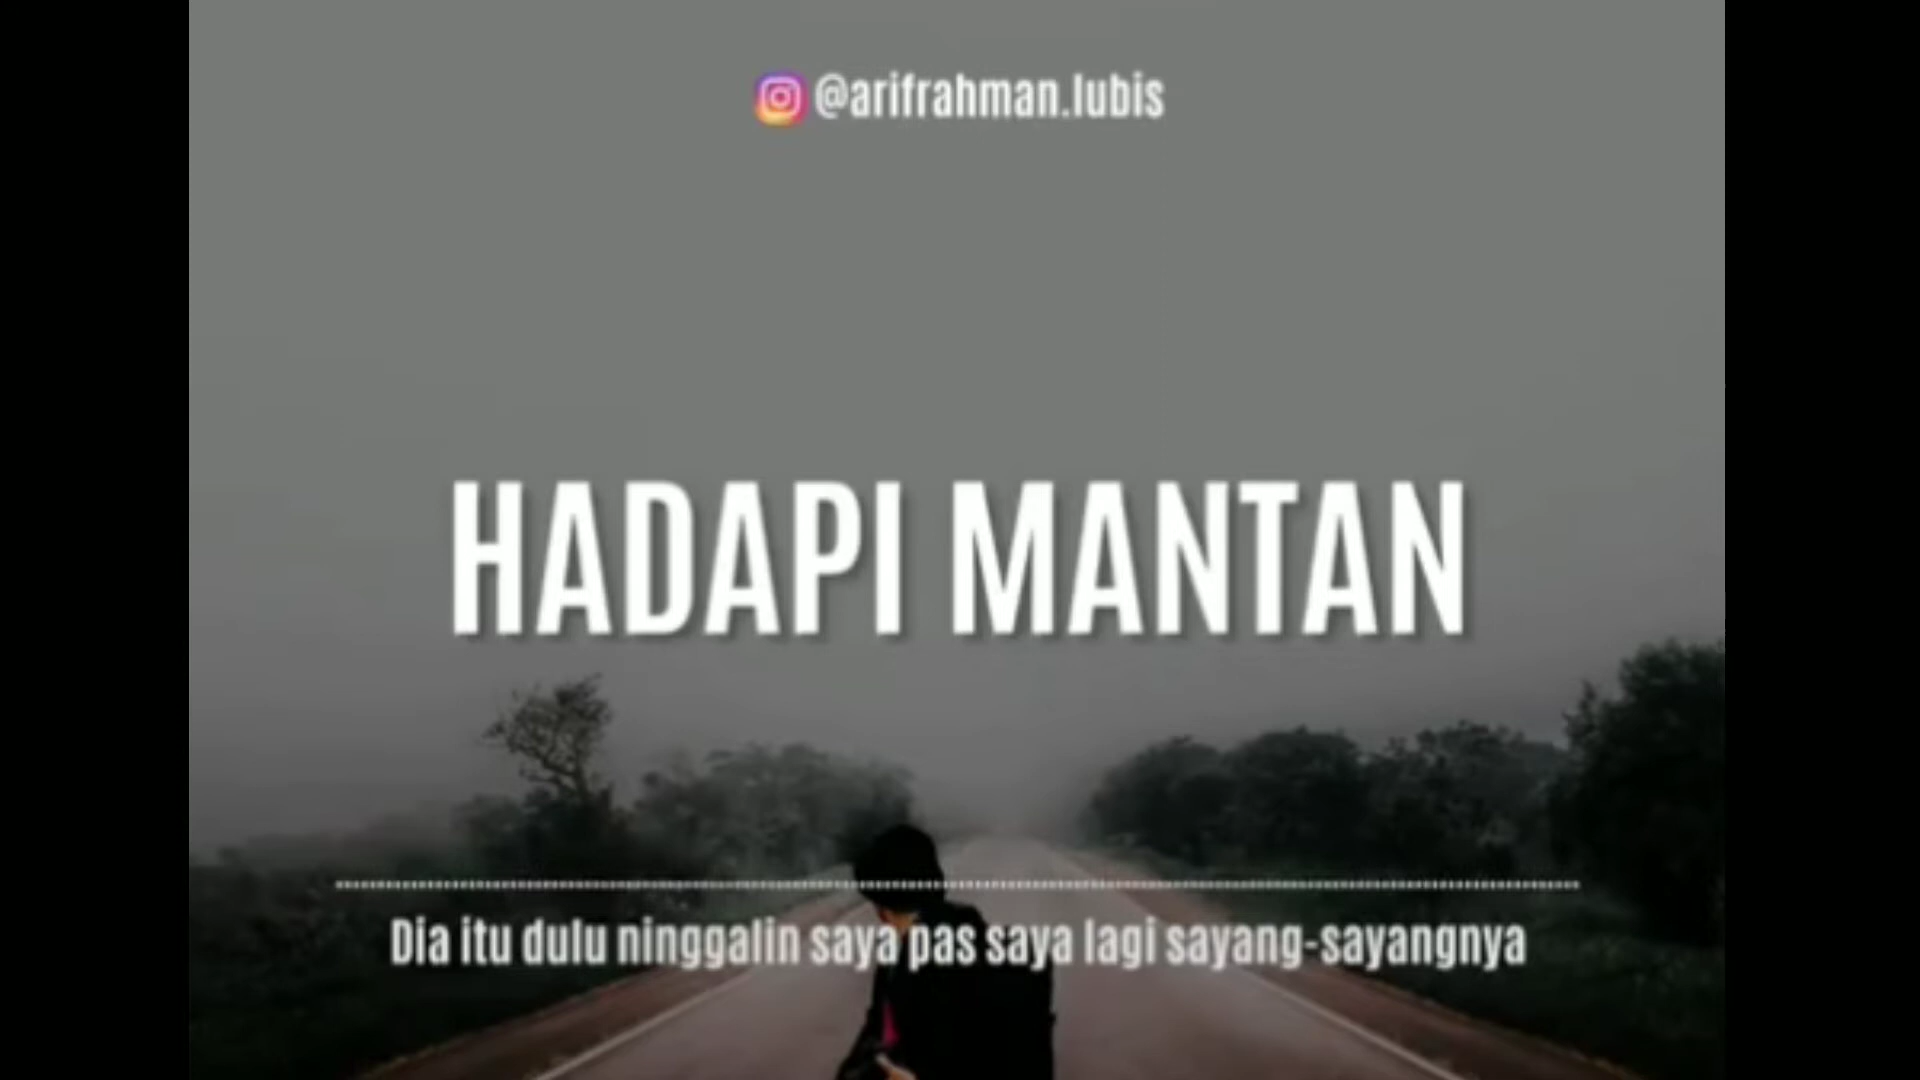 @arifrahman.lubis
HADAPI MANTAN
Dia itu dulu ninggalin saya pas saya lagi sayang-sayangnya